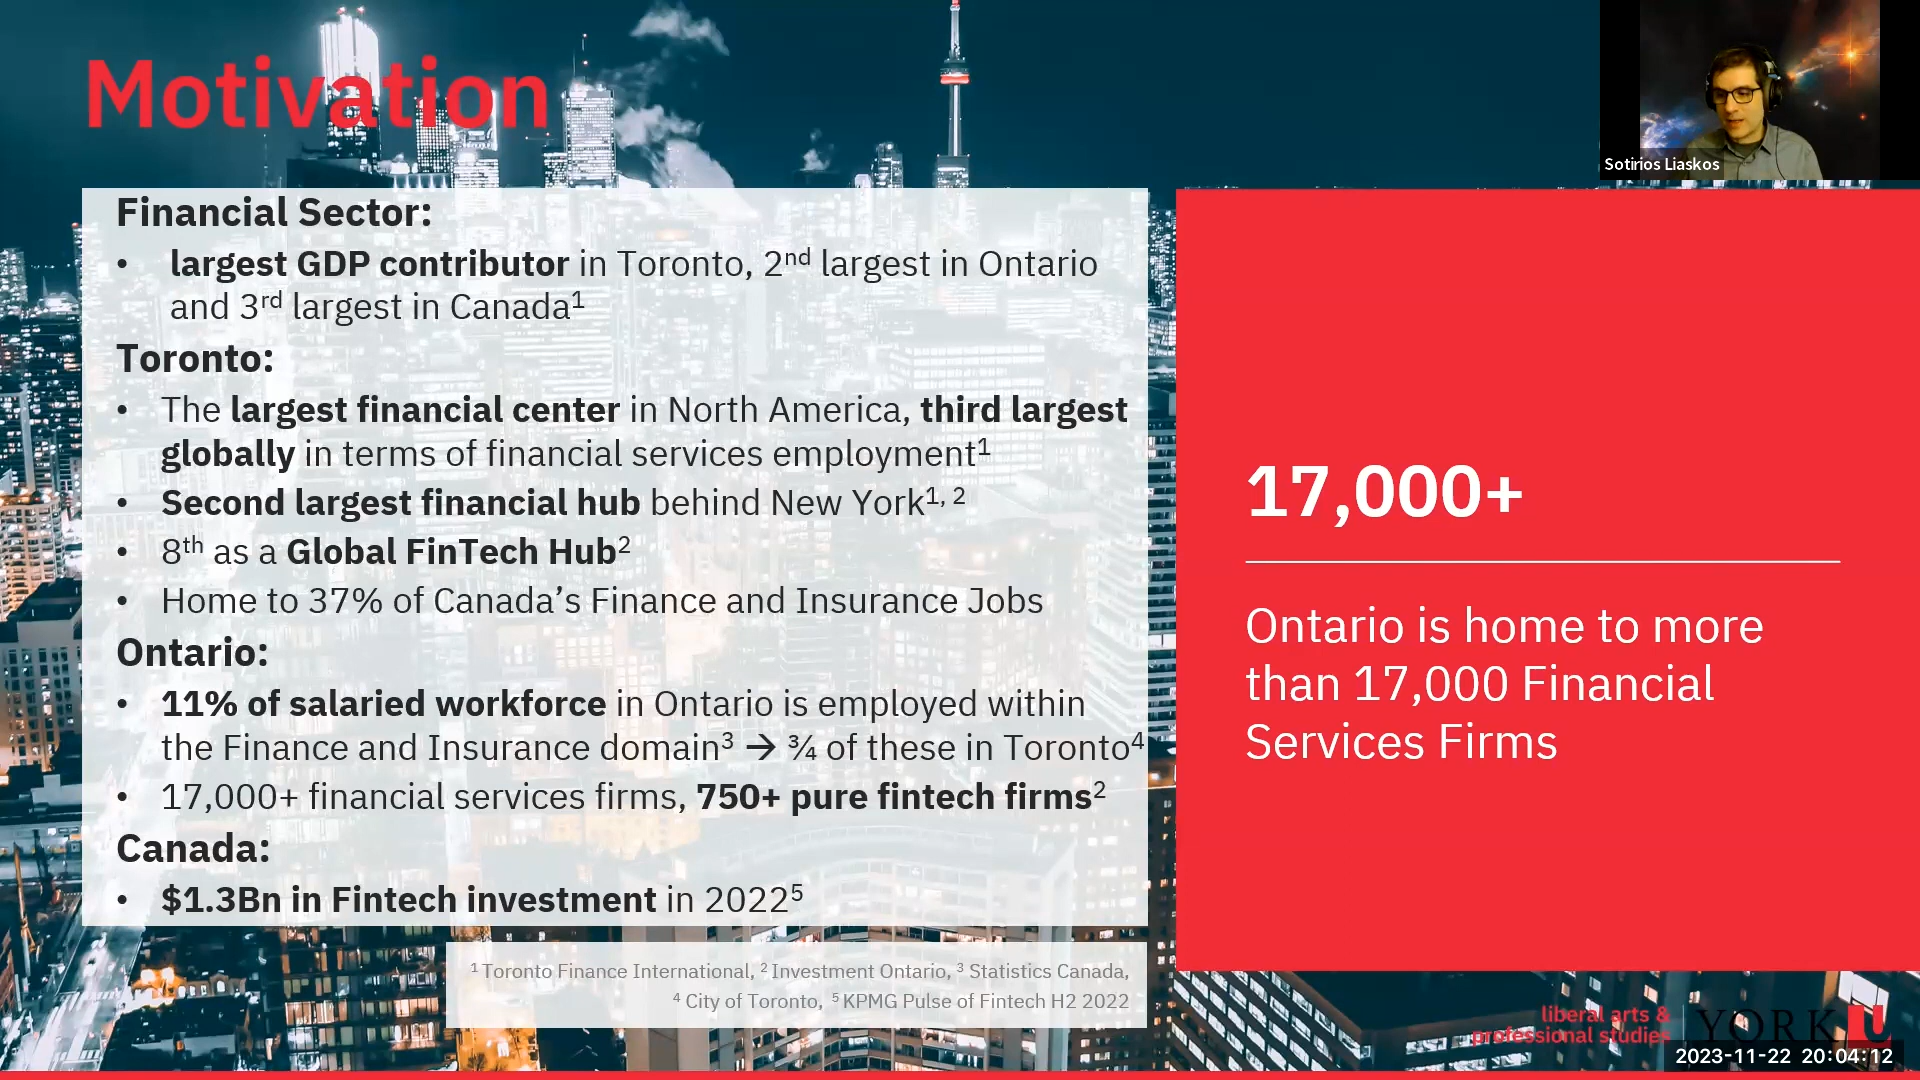 Motivation
Sotirios Liaskos
Financial Sector:
• largest GDP contributor in Toronto, 2nd largest in Ontario
and 3rd largest in Canada1
Toronto:
• The largest financial center in North America, third largest
globally in terms of financial services employment1
• Second largest financial hub behind New York1, 2
• 8th as a Global FinTech Hub2
• Home to 37% of Canada’s Finance and Insurance Jobs
Ontario:
• 11% of salaried workforce in Ontario is employed within
the Finance and Insurance domain3 → ¾ of these in Toronto4
• 17,000+ financial services firms, 750+ pure fintech firms2
Canada:
• $1.3Bn in Fintech investment in 20225
1 Toronto Finance International, 2 Investment Ontario, 3 Statistics Canada,
4 City of Toronto, 5 KPMG Pulse of Fintech H2 2022
17,000+
Ontario is home to more
than 17,000 Financial
Services Firms
liberal arts &
professional studies
YORK U
2023-11-22 20:04:12